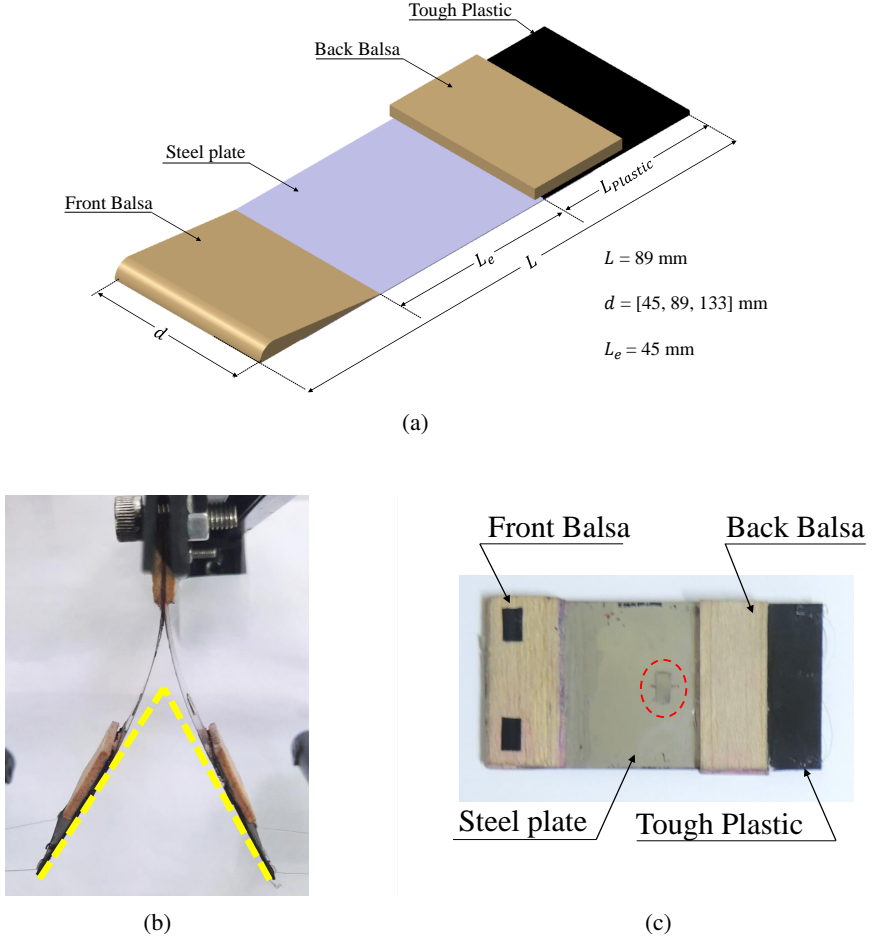 Tough Plastic
Back Balsa
Steel plate
Front Balsa
L_Plastic
L_e
L
d
L = 89 mm
d = [45, 89, 133] mm
L_e = 45 mm
(a)
Front Balsa
Back Balsa
Steel plate
Tough Plastic
(b)
(c)